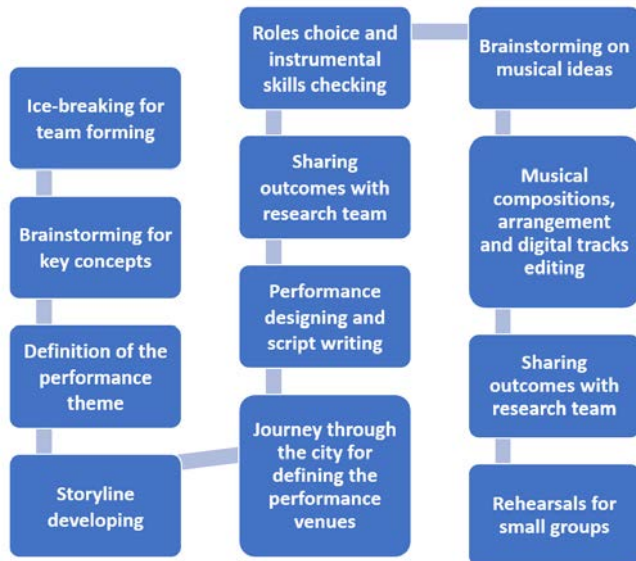 Ice-breaking for
team forming
Brainstorming for
key concepts
Definition of the
performance
theme
Storyline
developing
Journey through
the city for
defining the
performance
venues
Performance
designing and
script writing
Sharing
outcomes with
research team
Roles choice and
instrumental
skills checking
Brainstorming on
musical ideas
Musical
compositions,
arrangement
and digital tracks
editing
Sharing
outcomes with
research team
Rehearsals for
small groups